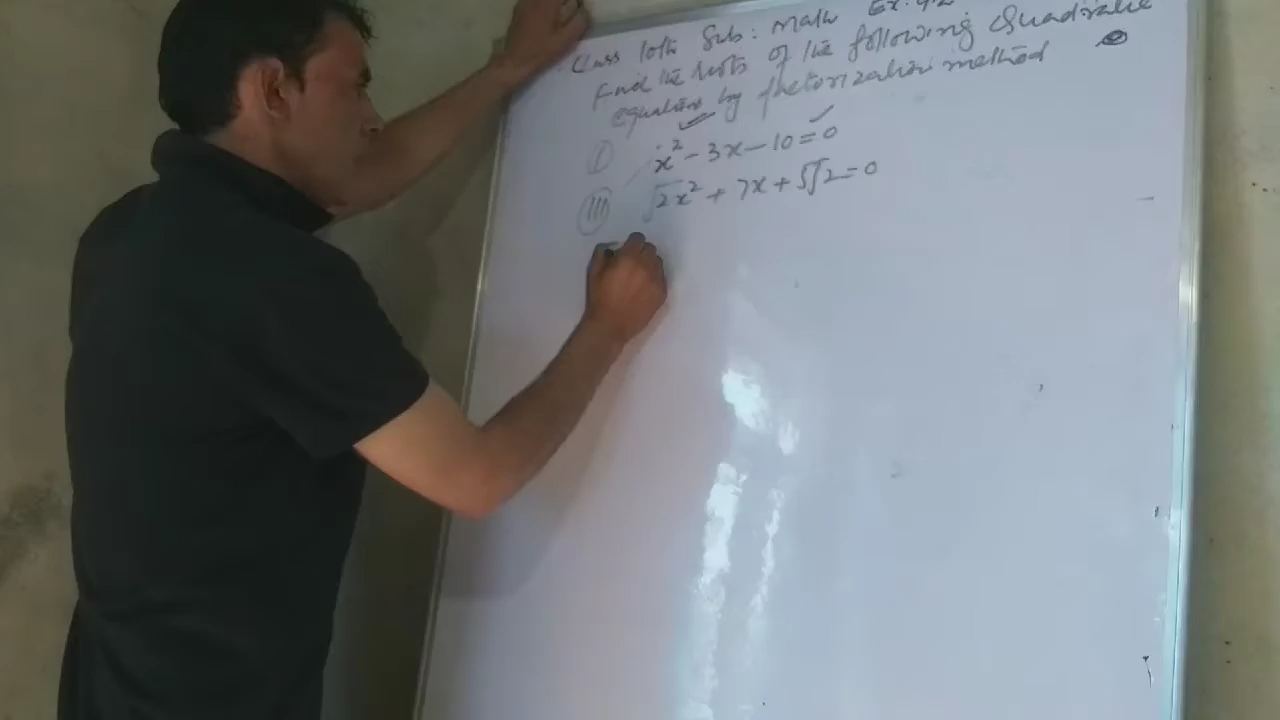 Class 10th Sub: Math Ex. 4.2
Find the roots of the following Quadratic
equations by factorization method
(I) x² - 3x - 10 = 0
(III) √2x² + 7x + 5√2 = 0